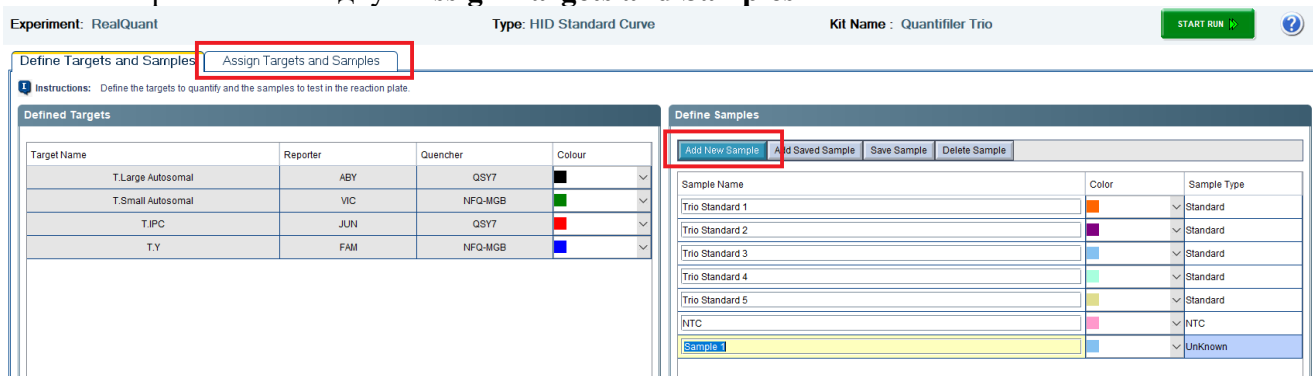 Assign Targets and Samples
Experiment: RealQuant Type: HID Standard Curve Kit Name : Quantifiler Trio START RUN
Define Targets and Samples Assign Targets and Samples
Instructions: Define the targets to quantify and the samples to test in the reaction plate.
Defined Targets Define Samples
Add New Sample Add Saved Sample Save Sample Delete Sample
Target Name Reporter Quencher Colour
T.Large Autosomal ABY QSY7
T.Small Autosomal VIC NFQ-MGB
T.IPC JUN QSY7
T.Y FAM NFQ-MGB
Sample Name Color Sample Type
Trio Standard 1 Standard
Trio Standard 2 Standard
Trio Standard 3 Standard
Trio Standard 4 Standard
Trio Standard 5 Standard
NTC NTC
Sample 1 UnKnown